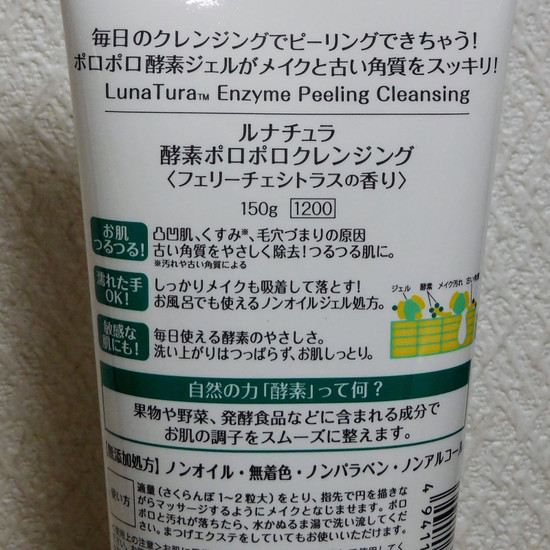 毎日のクレンジングでピーリングできちゃう!
ポロポロ酵素ジェルがメイクと古い角質をスッキリ!
LunaTura™ Enzyme Peeling Cleansing
ルナチュラ
酵素ポロポロクレンジング
〈フェリーチェシトラスの香り〉
150g 1200
お肌
つるつる!
凸凹肌、くすみ※、毛穴づまりの原因
古い角質をやさしく除去!つるつる肌に。
※汚れや古い角質による
濡れた手
OK!
しっかりメイクも吸着して落とす!
お風呂でも使えるノンオイルジェル処方。
ジェル 酵素 メイク汚れ 古い角質
敏感な
肌にも!
毎日使える酵素のやさしさ。
洗い上がりはつっぱらず、お肌しっとり。
自然の力「酵素」って何?
果物や野菜、発酵食品などに含まれる成分で
お肌の調子をスムーズに整えます。
【無添加処方】ノンオイル・無着色・ノンパラベン・ノンアルコール
使い方
適量(さくらんぼ1~2粒大)をとり、指先で円を描きな
がらマッサージするようにメイクとなじませます。ポロ
ポロと汚れが落ちたら、水かぬるま湯で洗い流してくだ
さい。まつげエクステをしていてもお使いいただけます。
4941